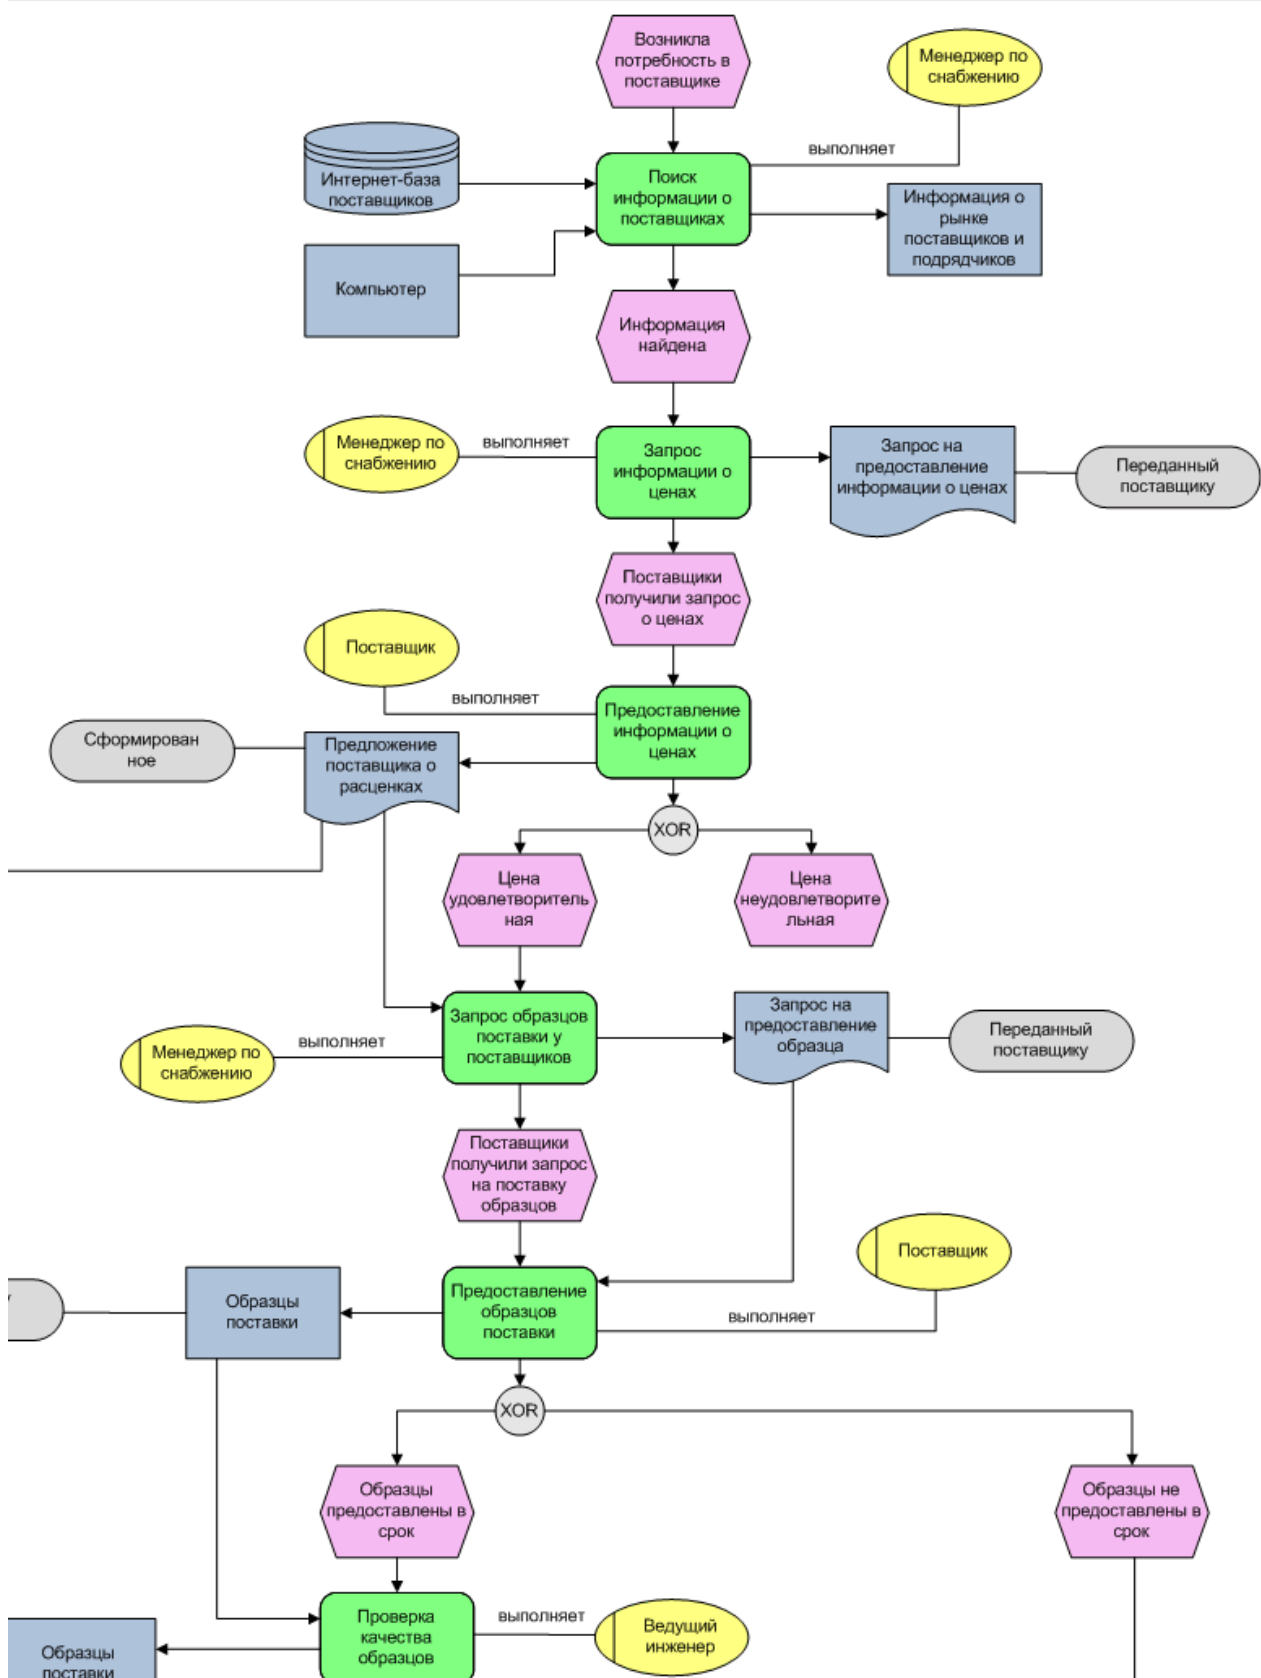 Возникла
потребность в
поставщике
Менеджер по
снабжению
выполняет
Интернет-база
поставщиков
Поиск
информации о
поставщиках
Информация о
рынке
поставщиков и
подрядчиков
Компьютер
Информация
найдена
Менеджер по
снабжению
выполняет
Запрос
информации о
ценах
Запрос на
предоставление
информации о ценах
Переданный
поставщику
Поставщики
получили запрос
о ценах
Поставщик
выполняет
Предоставление
информации о
ценах
Сформирован
ное
Предложение
поставщика о
расценках
XOR
Цена
удовлетворитель
ная
Цена
неудовлетворите
льная
Запрос образцов
поставки у
поставщиков
Запрос на
предоставление
образца
Переданный
поставщику
Менеджер по
снабжению
выполняет
Поставщики
получили запрос
на поставку
образцов
Поставщик
выполняет
Образцы
поставки
Предоставление
образцов
поставки
XOR
Образцы
предоставлены в
срок
Образцы не
предоставлены в
срок
Образцы
поставки
Проверка
качества
образцов
выполняет
Ведущий
инженер